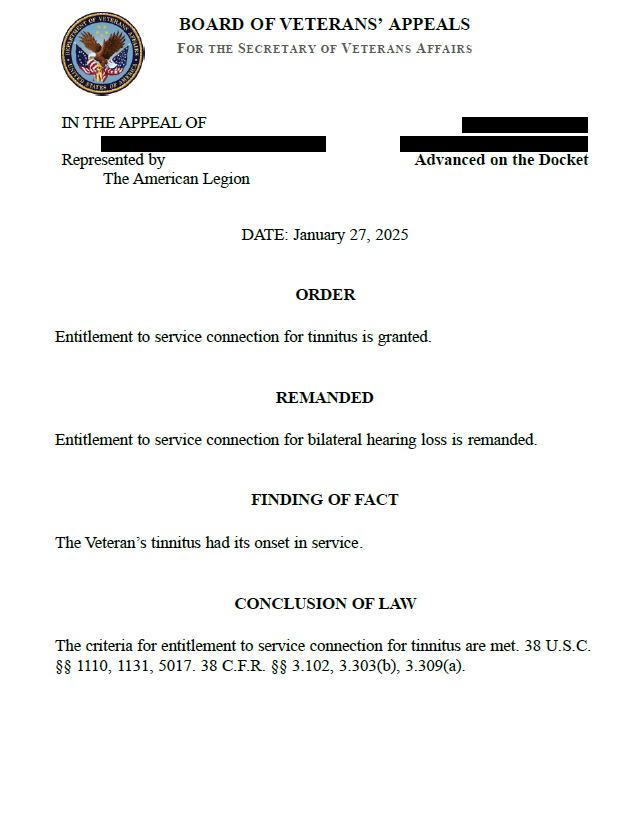 BOARD OF VETERANS' APPEALS
FOR THE SECRETARY OF VETERANS AFFAIRS
DEPARTMENT OF VETERANS AFFAIRS
UNITED STATES OF AMERICA
IN THE APPEAL OF
Represented by
The American Legion
Advanced on the Docket
DATE: January 27, 2025
ORDER
Entitlement to service connection for tinnitus is granted.
REMANDED
Entitlement to service connection for bilateral hearing loss is remanded.
FINDING OF FACT
The Veteran’s tinnitus had its onset in service.
CONCLUSION OF LAW
The criteria for entitlement to service connection for tinnitus are met. 38 U.S.C.
§§ 1110, 1131, 5017. 38 C.F.R. §§ 3.102, 3.303(b), 3.309(a).